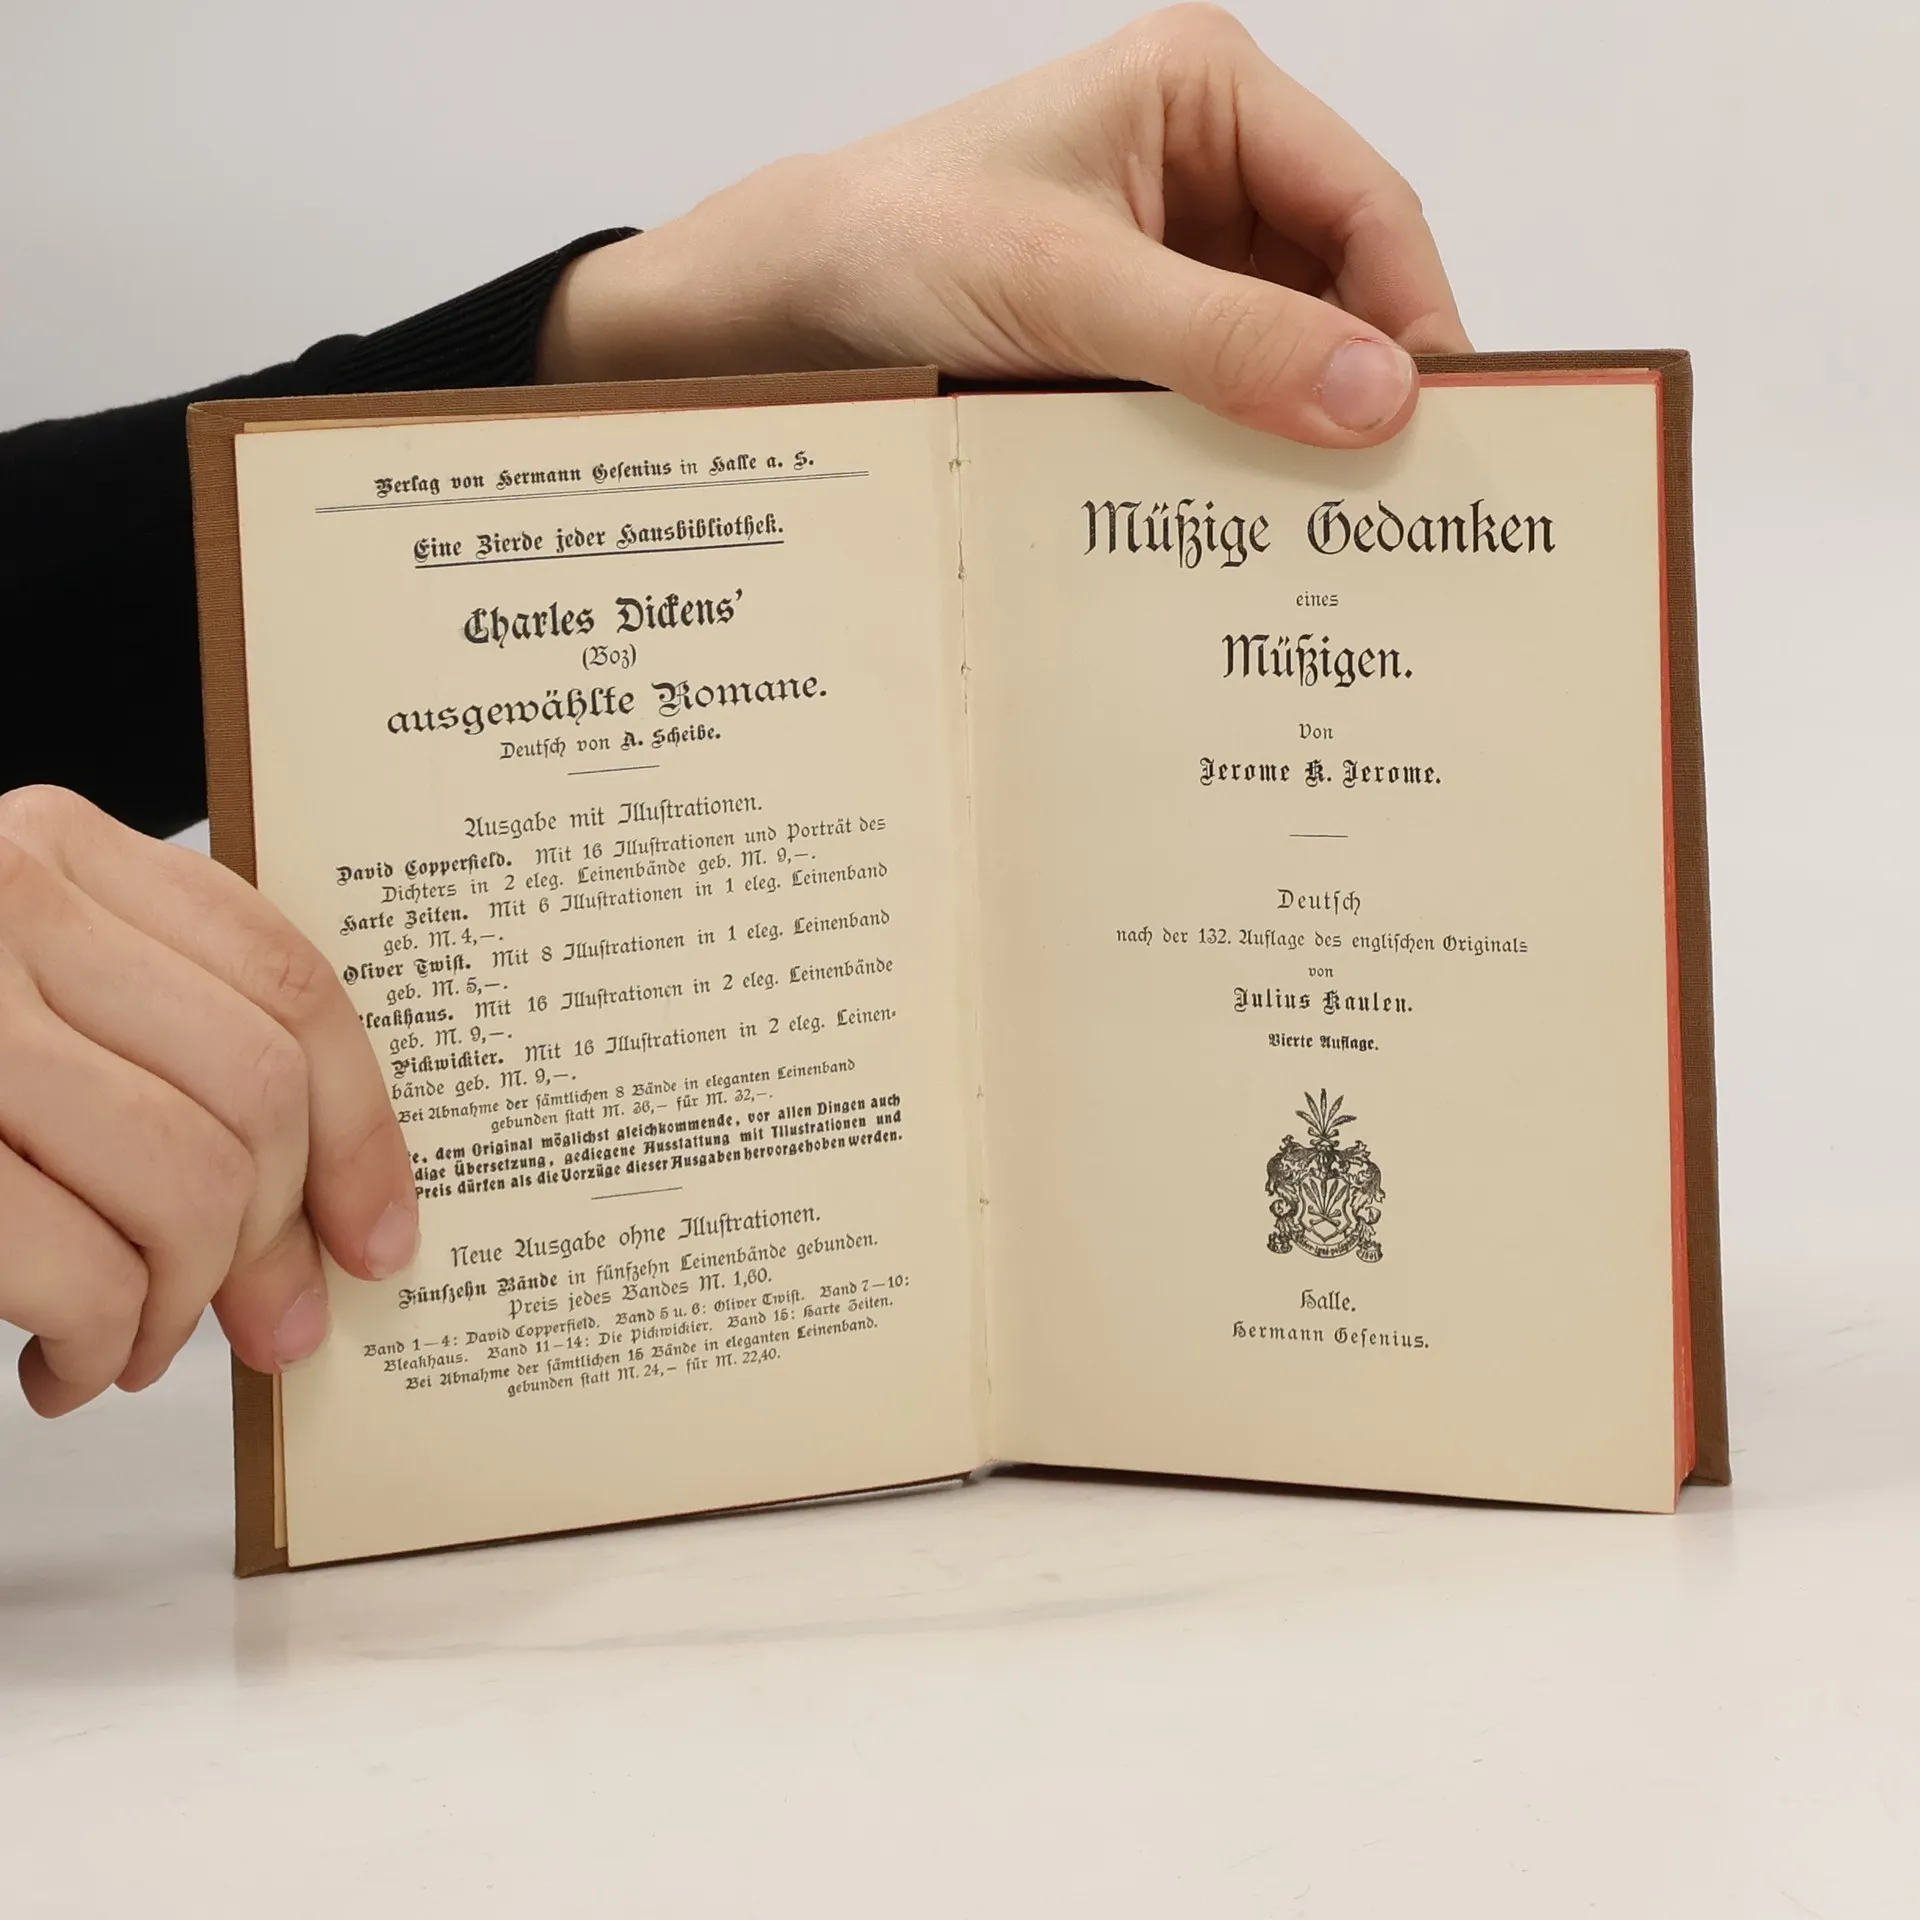 Verlag von Hermann Gesenius in Halle a. S.
Eine Zierde jeder Hausbibliothek.
Charles Dickens'
(Boz)
ausgewählte Romane.
Deutsch von A. Scheibe.
Ausgabe mit Illustrationen.
David Copperfield. Mit 16 Illustrationen und Porträt des
Dichters in 2 eleg. Leinenbände geb. M. 9,—.
Harte Zeiten. Mit 6 Illustrationen in 1 eleg. Leinenband
geb. M. 4,—.
Oliver Twist. Mit 8 Illustrationen in 1 eleg. Leinenband
geb. M. 5,—.
leakhaus. Mit 16 Illustrationen in 2 eleg. Leinenbände
geb. M. 9,—.
Pickwickier. Mit 16 Illustrationen in 2 eleg. Leinen-
bände geb. M. 9,—.
Bei Abnahme der sämtlichen 8 Bände in eleganten Leinenband
gebunden statt M. 36,— für M. 32,—.
e, dem Original möglichst gleichkommende, vor allen Dingen auch
dige Übersetzung, gediegene Ausstattung mit Illustrationen und
Preis dürfen als die Vorzüge dieser Ausgaben hervorgehoben werden.
Neue Ausgabe ohne Illustrationen.
Fünfzehn Bände in fünfzehn Leinenbände gebunden.
Preis jedes Bandes M. 1,60.
Band 1—4: David Copperfield. Band 5 u. 6: Oliver Twist. Band 7—10:
Bleakhaus. Band 11—14: Die Pickwickier. Band 15: Harte Zeiten.
Bei Abnahme der sämtlichen 15 Bände in eleganten Leinenband.
gebunden statt M. 24,— für M. 22,40.
Müßige Gedanken
eines
Müßigen.
Von
Jerome K. Jerome.
Deutsch
nach der 132. Auflage des englischen Originals
von
Julius Kaulen.
Vierte Auflage.
Halle.
Hermann Gesenius.